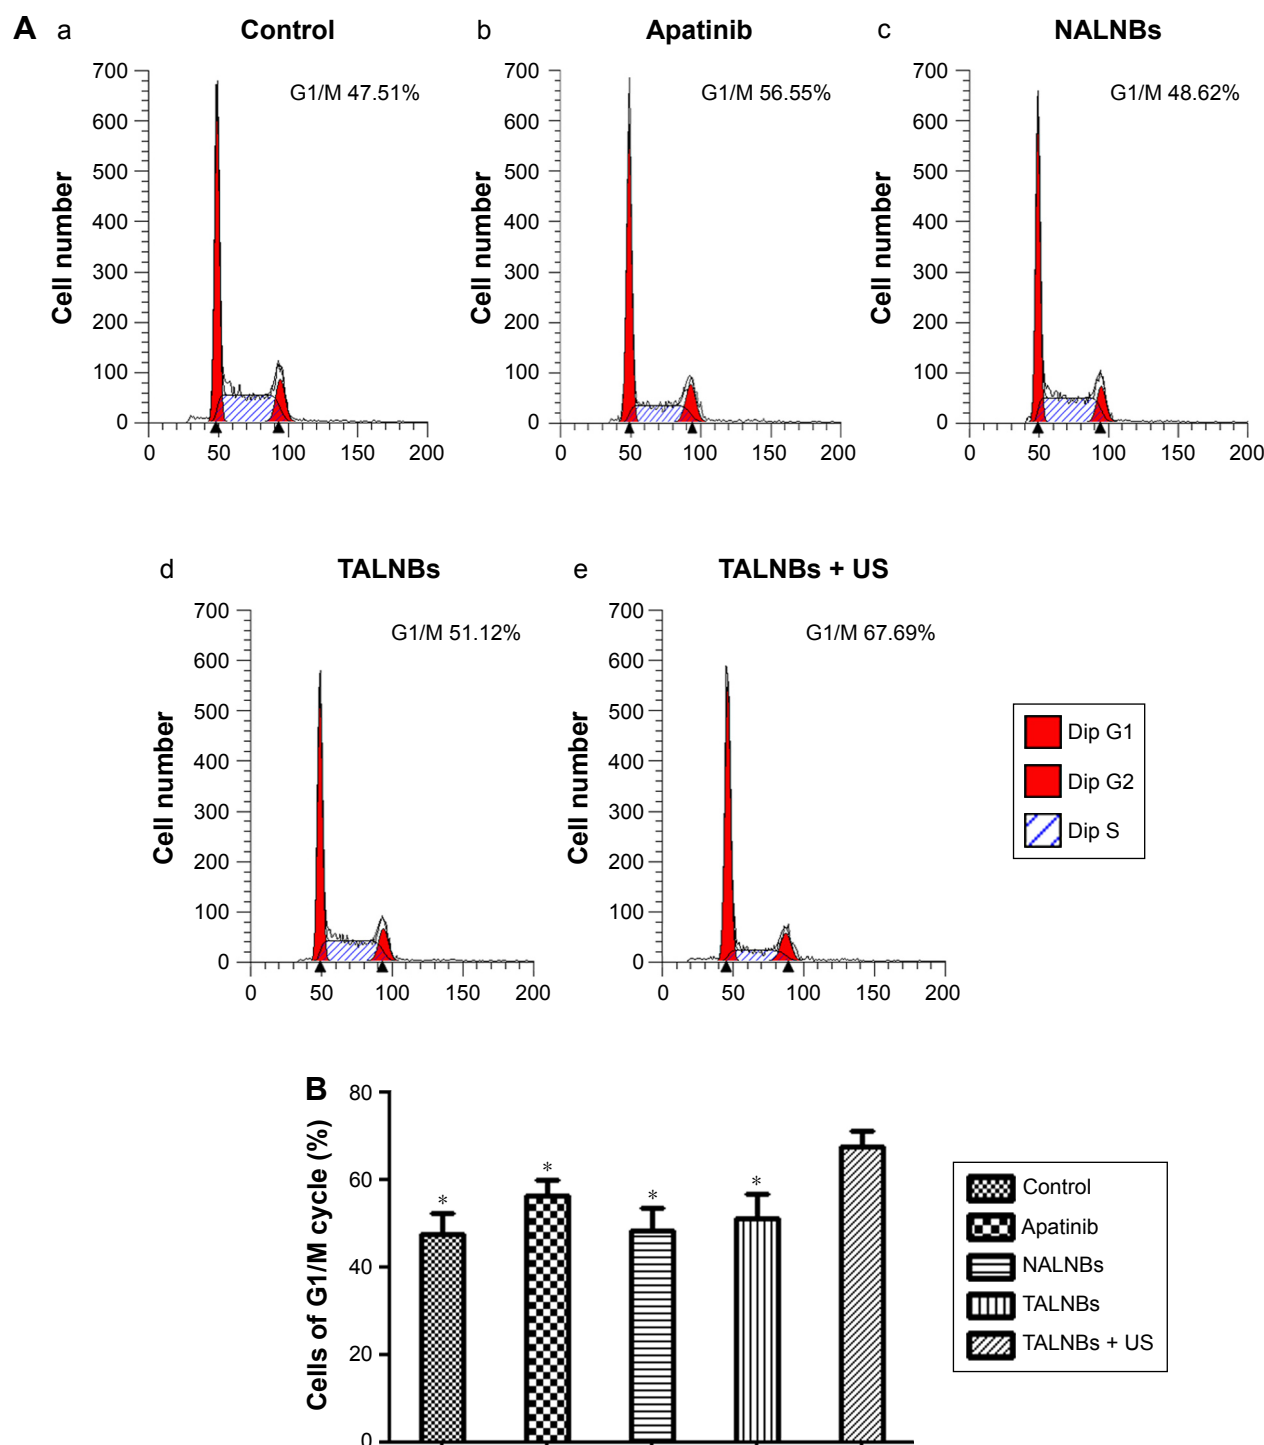 A a Control b Apatinib c NALNBs
G1/M 47.51% G1/M 56.55% G1/M 48.62%
700 700 700
600 600 600
500 500 500
400 400 400
300 300 300
200 200 200
100 100 100
0 0 0
Cell number Cell number Cell number
0 50 100 150 200 0 50 100 150 200 0 50 100 150 200
d TALNBs e TALNBs + US
G1/M 51.12% G1/M 67.69%
700 700
600 600
500 500
400 400
300 300
200 200
100 100
0 0
Cell number Cell number
0 50 100 150 200 0 50 100 150 200
Dip G1
Dip G2
Dip S
B
Cells of G1/M cycle (%)
80
60
40
20
0
* * * *
Control
Apatinib
NALNBs
TALNBs
TALNBs + US